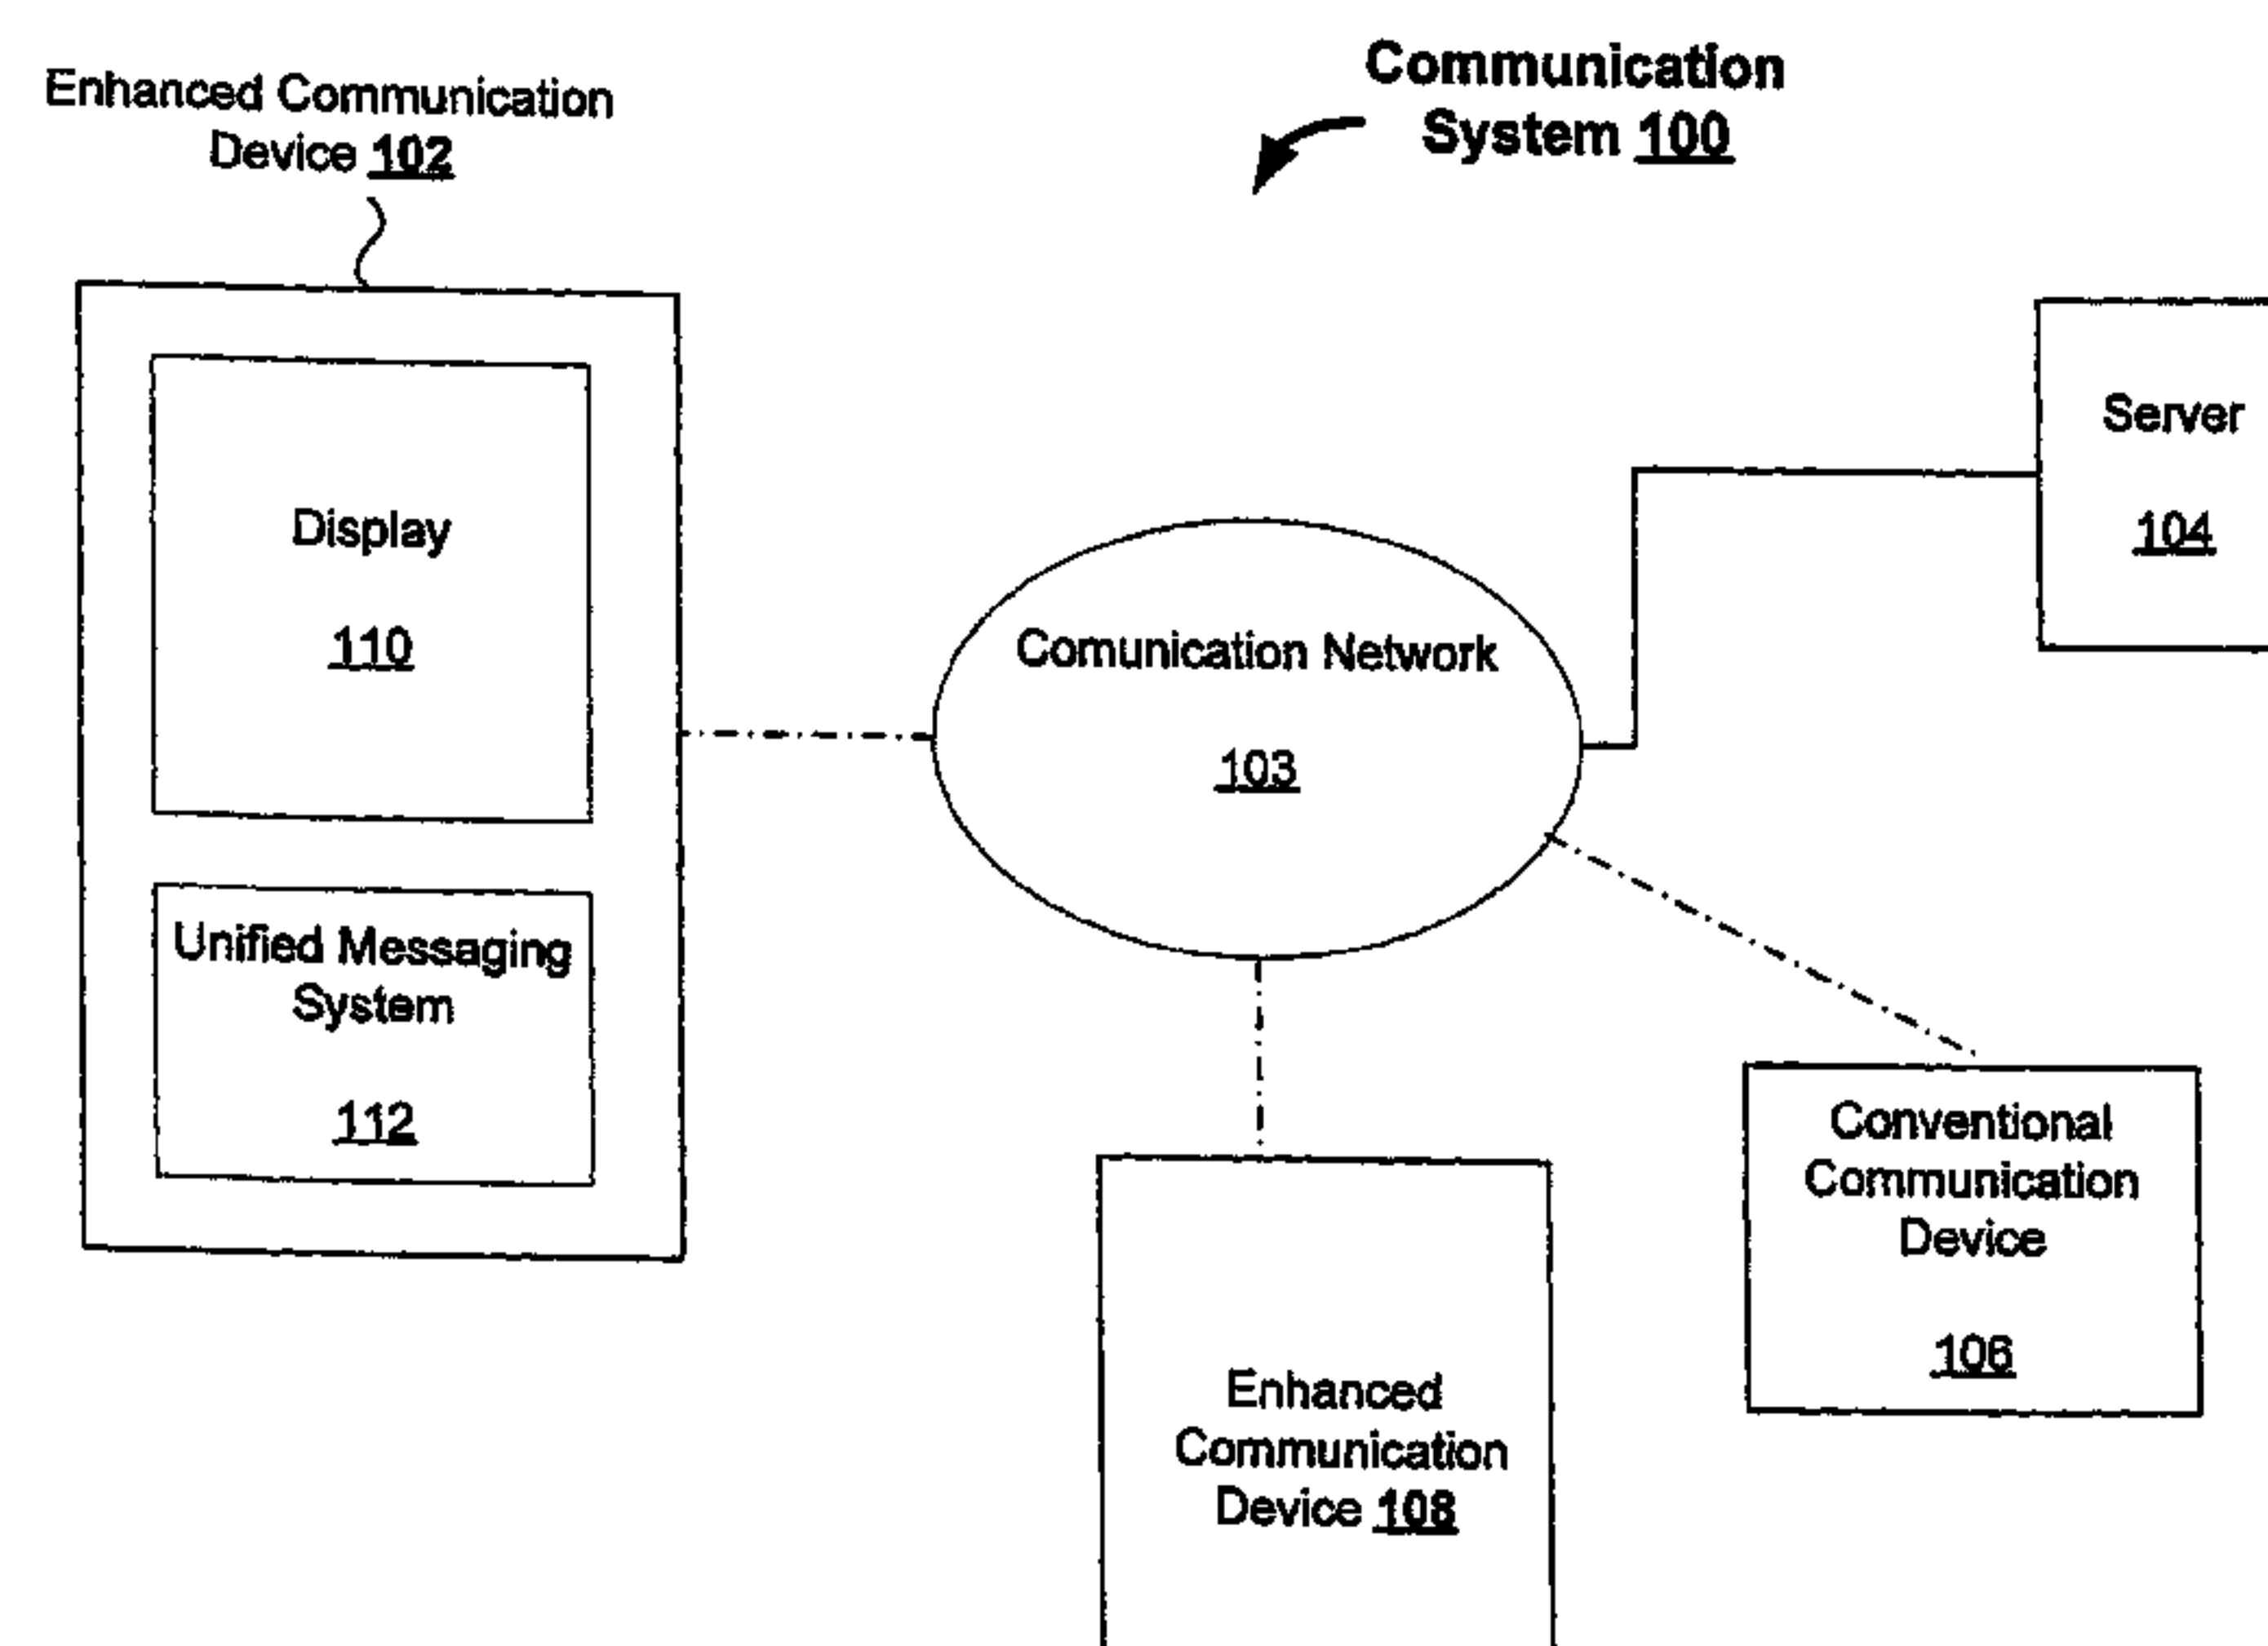 Enhanced Communication
Device 102
Communication
System 100
Display
110
Unified Messaging
System
112
Comunication Network
103
Server
104
Conventional
Communication
Device
106
Enhanced
Communication
Device 108